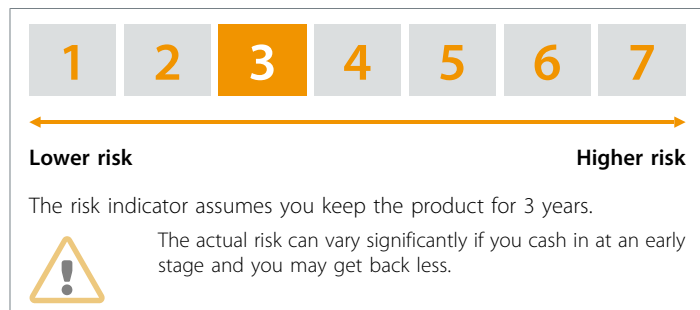 1 2 3 4 5 6 7
Lower risk Higher risk
The risk indicator assumes you keep the product for 3 years.
The actual risk can vary significantly if you cash in at an early
stage and you may get back less.